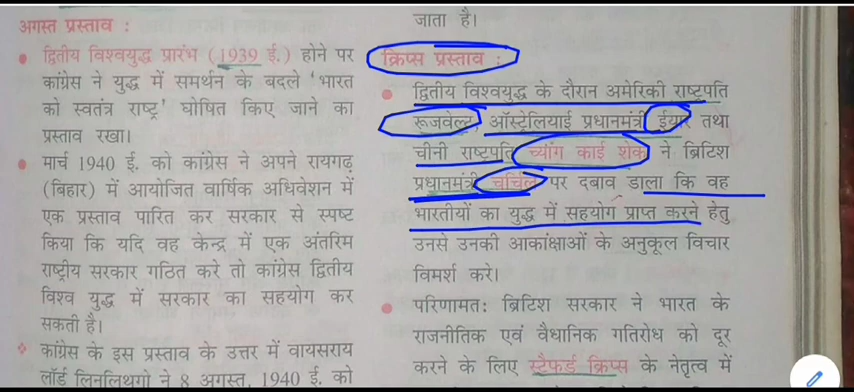 अगस्त प्रस्ताव :
द्वितीय विश्वयुद्ध प्रारंभ (1939 ई.) होने पर
कांग्रेस ने युद्ध में समर्थन के बदले 'भारत
को स्वतंत्र राष्ट्र' घोषित किए जाने का
प्रस्ताव रखा।
मार्च 1940 ई. को कांग्रेस ने अपने रायगढ़
(बिहार) में आयोजित वार्षिक अधिवेशन में
एक प्रस्ताव पारित कर सरकार से स्पष्ट
किया कि यदि वह केन्द्र में एक अंतरिम
राष्ट्रीय सरकार गठित करे तो कांग्रेस द्वितीय
विश्व युद्ध में सरकार का सहयोग कर
सकती है।
कांग्रेस के इस प्रस्ताव के उत्तर में वायसराय
लॉर्ड लिनलिथगो ने 8 अगस्त, 1940 ई. को
जाता है।
क्रिप्स प्रस्ताव :
द्वितीय विश्वयुद्ध के दौरान अमेरिकी राष्ट्रपति
रूजवेल्ट, ऑस्ट्रेलियाई प्रधानमंत्री ईयार तथा
चीनी राष्ट्रपति च्यांग काई शेक ने ब्रिटिश
प्रधानमंत्री चर्चिल पर दबाव डाला कि वह
भारतीयों का युद्ध में सहयोग प्राप्त करने हेतु
उनसे उनकी आकांक्षाओं के अनुकूल विचार
विमर्श करे।
परिणामत: ब्रिटिश सरकार ने भारत के
राजनीतिक एवं वैधानिक गतिरोध को दूर
करने के लिए स्टैफर्ड क्रिप्स के नेतृत्व में